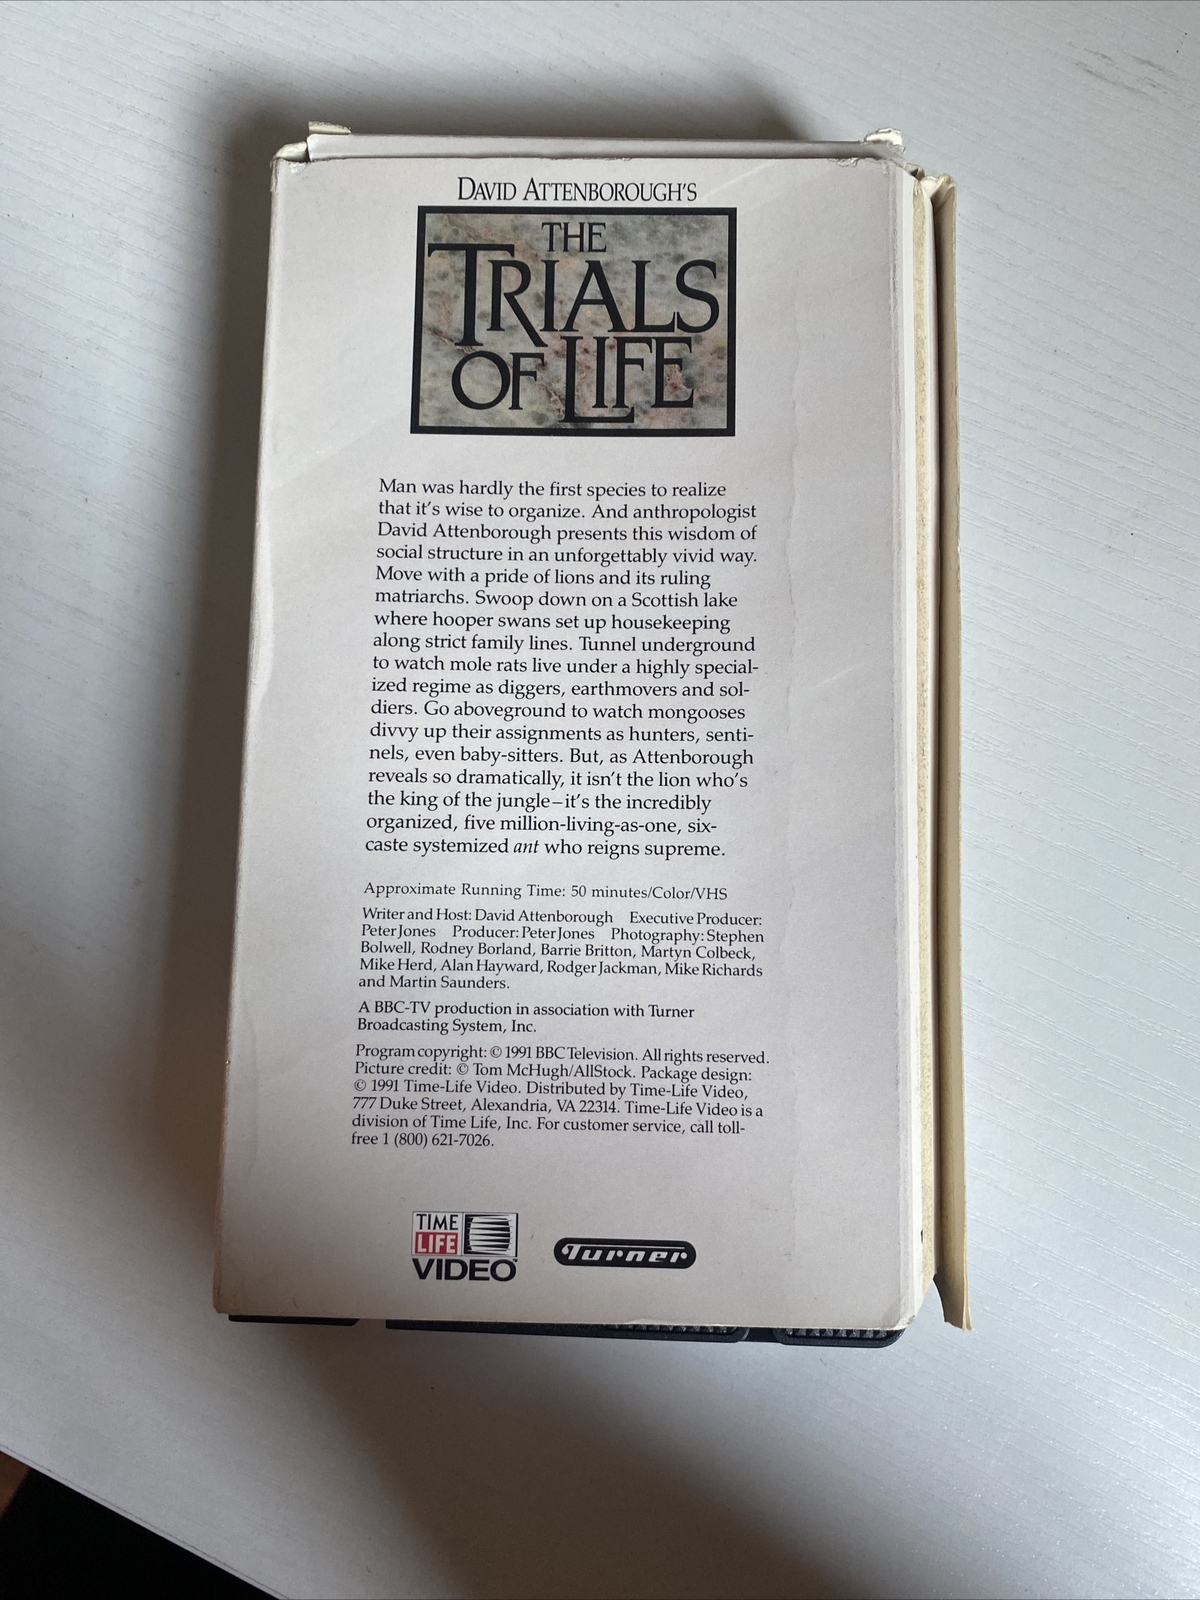 DAVID ATTENBOROUGH'S
THE
TRIALS
OF LIFE
Man was hardly the first species to realize
that it's wise to organize. And anthropologist
David Attenborough presents this wisdom of
social structure in an unforgettably vivid way.
Move with a pride of lions and its ruling
matriarchs. Swoop down on a Scottish lake
where hooper swans set up housekeeping
along strict family lines. Tunnel underground
to watch mole rats live under a highly special-
ized regime as diggers, earthmovers and sol-
diers. Go aboveground to watch mongooses
divvy up their assignments as hunters, senti-
nels, even baby-sitters. But, as Attenborough
reveals so dramatically, it isn't the lion who's
the king of the jungle–it's the incredibly
organized, five million-living-as-one, six-
caste systemized ant who reigns supreme.
Approximate Running Time: 50 minutes/Color/VHS
Writer and Host: David Attenborough Executive Producer:
Peter Jones Producer: Peter Jones Photography: Stephen
Bolwell, Rodney Borland, Barrie Britton, Martyn Colbeck,
Mike Herd, Alan Hayward, Rodger Jackman, Mike Richards
and Martin Saunders.
A BBC-TV production in association with Turner
Broadcasting System, Inc.
Program copyright: © 1991 BBC Television. All rights reserved.
Picture credit: © Tom McHugh/AllStock. Package design:
© 1991 Time-Life Video. Distributed by Time-Life Video,
777 Duke Street, Alexandria, VA 22314. Time-Life Video is a
division of Time Life, Inc. For customer service, call toll-
free 1 (800) 621-7026.
TIME
LIFE
VIDEO
Turner